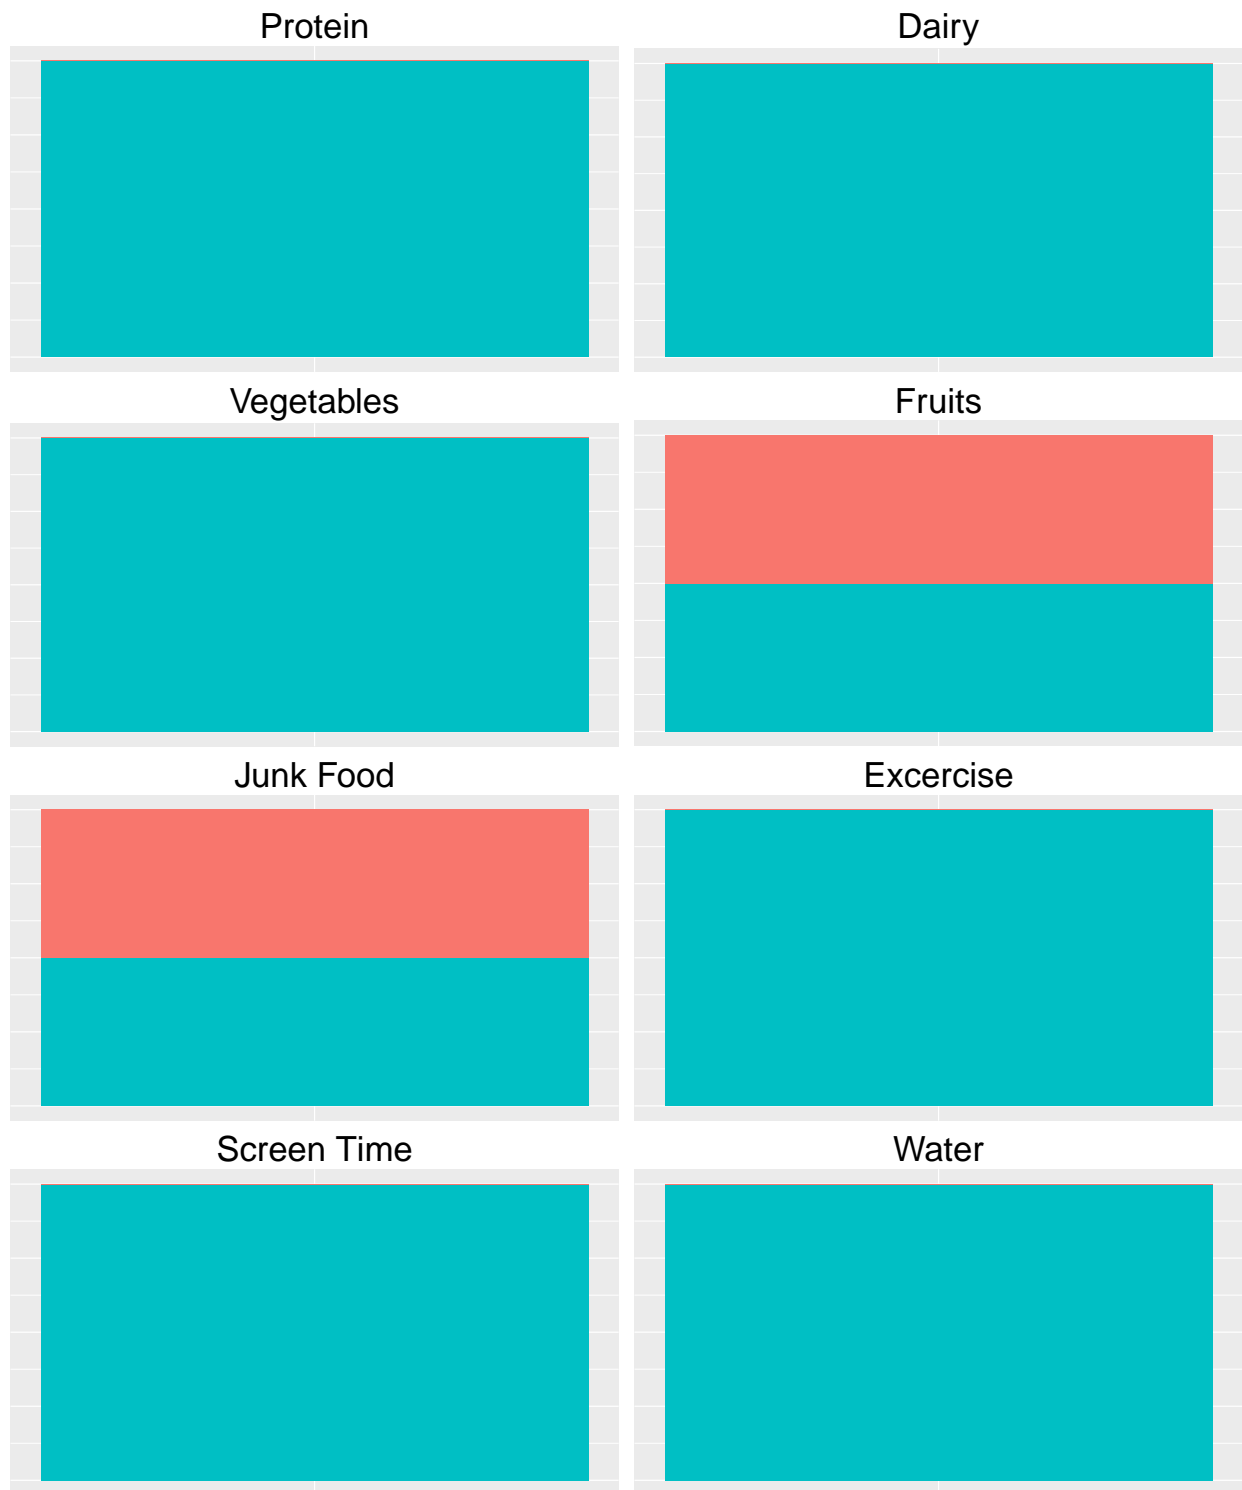 Protein
Dairy
Vegetables
Fruits
Junk Food
Excercise
Screen Time
Water